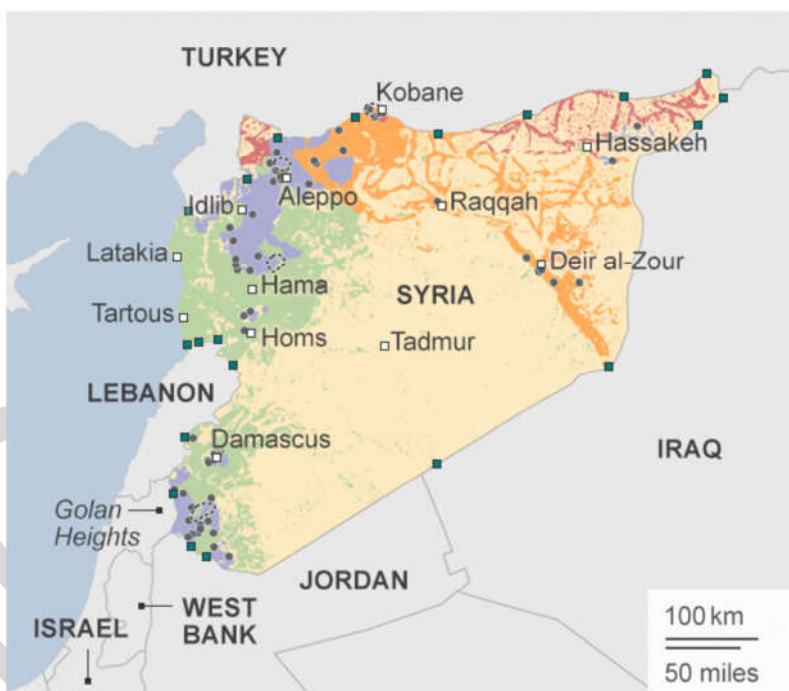 TURKEY
Kobane
Hassakeh
Aleppo
Idlib
Raqqah
Latakia
Deir al-Zour
Hama
SYRIA
Tartous
Homs
Tadmur
LEBANON
Damascus
IRAQ
Golan
Heights
JORDAN
WEST
BANK
ISRAEL
100 km
50 miles